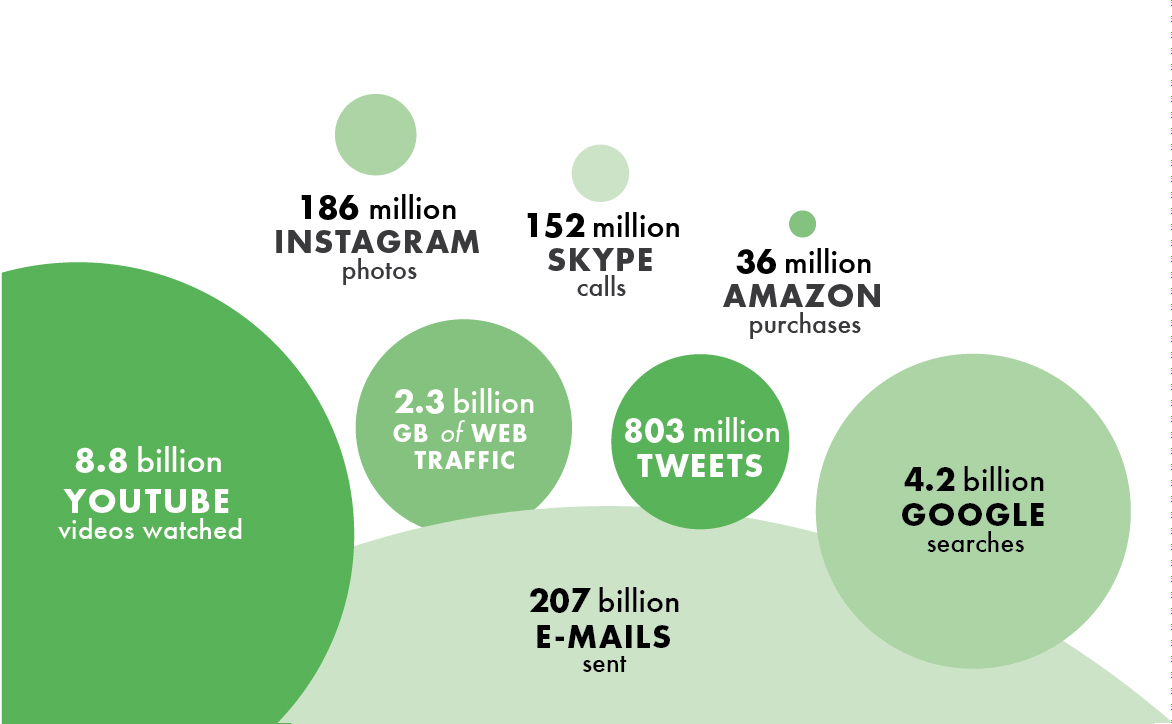 186 million
INSTAGRAM
photos
152 million
SKYPE
calls
36 million
AMAZON
purchases
8.8 billion
YOUTUBE
videos watched
2.3 billion
GB of WEB
TRAFFIC
803 million
TWEETS
4.2 billion
GOOGLE
searches
207 billion
E-MAILS
sent